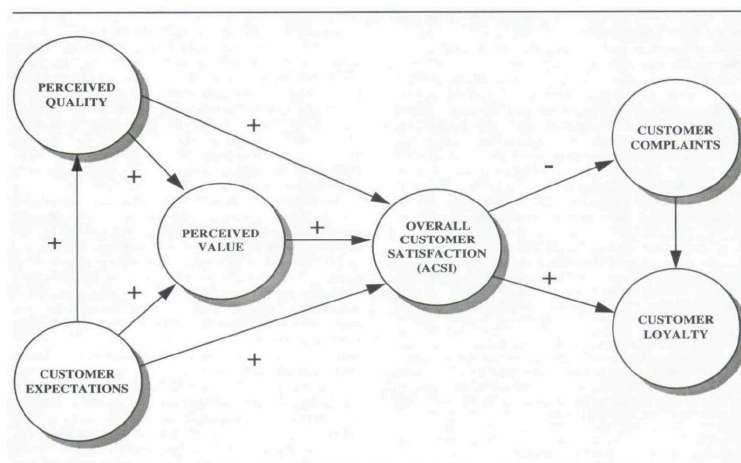 PERCEIVED
QUALITY
+
+
+
PERCEIVED
VALUE
+
+
+
CUSTOMER
EXPECTATIONS
OVERALL
CUSTOMER
SATISFACTION
(ACSI)
-
+
CUSTOMER
COMPLAINTS
CUSTOMER
LOYALTY